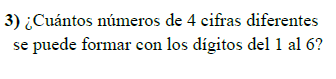 3) ¿Cuántos números de 4 cifras diferentes
se puede formar con los dígitos del 1 al 6?